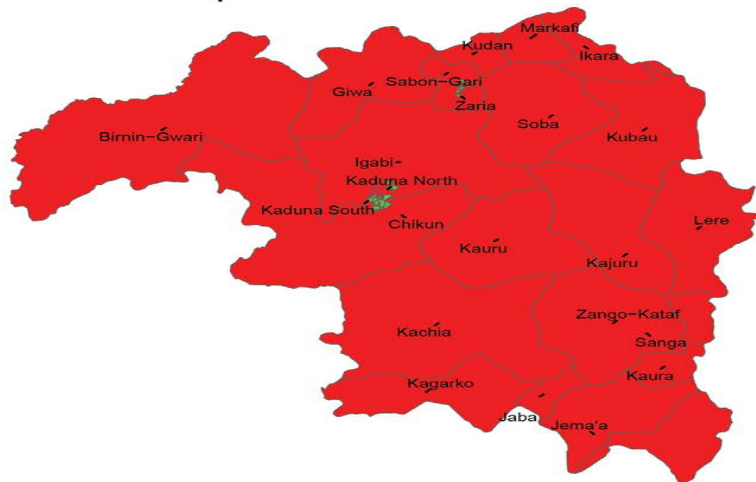 Markafi
Kudan
Ikara
Sabon-Gari
Giwa
Zaria
Soba
Birnin-Gwari
Kubau
Igabi
Kaduna North
Kaduna South
Chikun
Lere
Kauru
Kajuru
Zango-Kataf
Kachia
Sanga
Kaura
Kagarko
Jaba
Jema'a